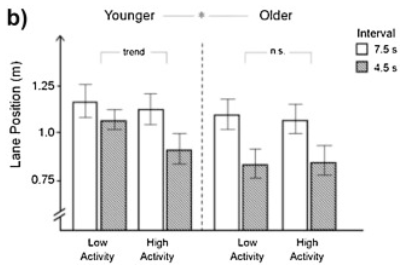 b)
Younger * Older
Interval
7.5 s
4.5 s
trend
n.s.
Lane Position (m)
1.25
1.0
0.75
Low Activity
High Activity
Low Activity
High Activity